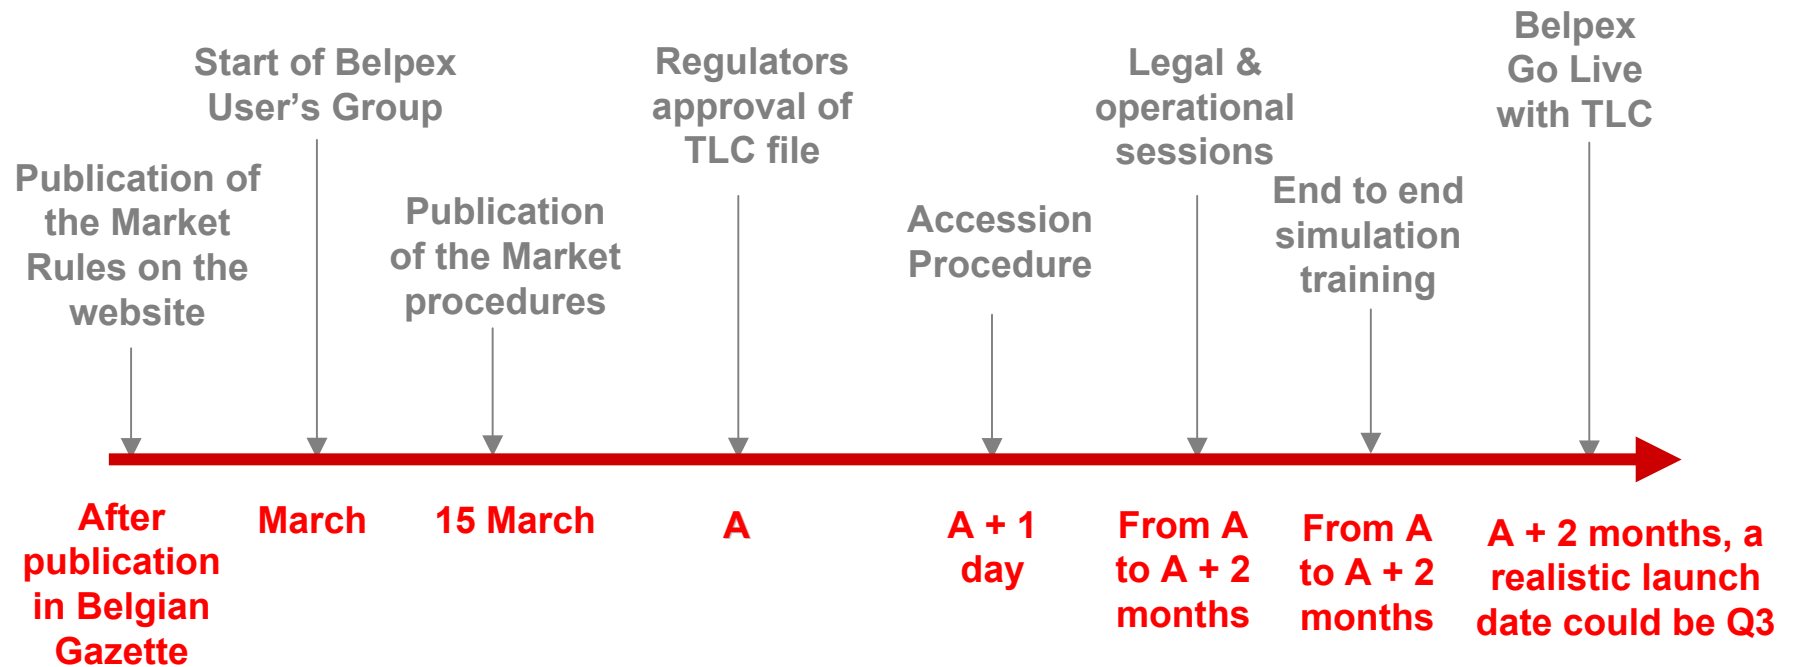 Publication of
the Market
Rules on the
website
Start of Belpex
User's Group
Publication
of the Market
procedures
Regulators
approval of
TLC file
Accession
Procedure
Legal &
operational
sessions
End to end
simulation
training
Belpex
Go Live
with TLC
After
publication
in Belgian
Gazette
March
15 March
A
A + 1
day
From A
to A + 2
months
From A
to A + 2
months
A + 2 months, a
realistic launch
date could be Q3